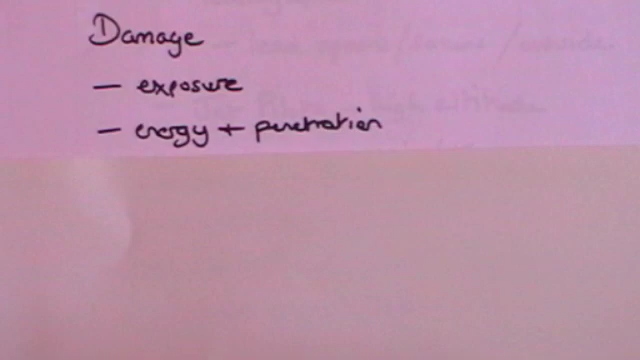 Damage
— exposure
— energy + penetration